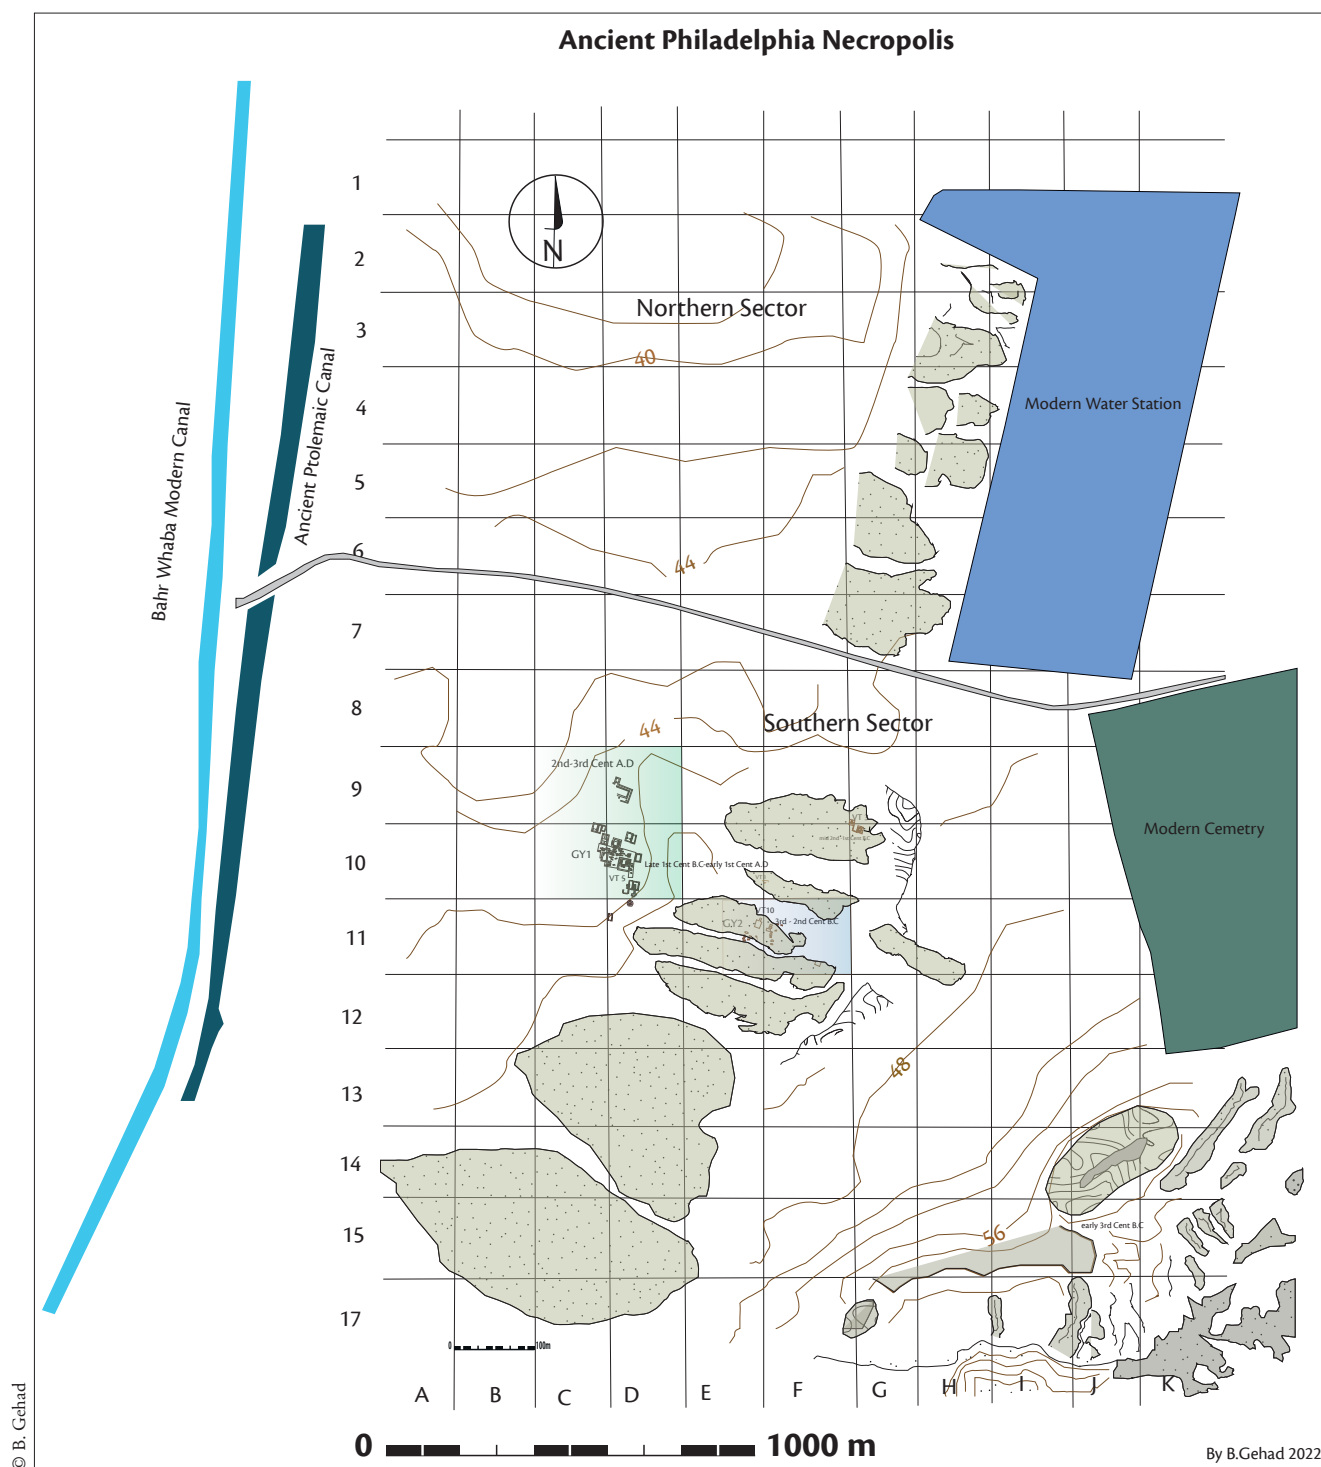 Ancient Philadelphia Necropolis
1
2
3
4
5
6
7
8
9
10
11
12
13
14
15
17
N
Northern Sector
40
Modern Water Station
Bahr Whaba Modern Canal
Ancient Ptolemaic Canal
44
Southern Sector
44
2nd-3rd Cent A.D
VT
Modern Cemetry
GY1
Late 1st Cent B.C-early 1st Cent A.D
VT 5
VT10
GY2
3rd - 2nd Cent B.C
48
early 3rd Cent B.C
56
0
100m
A
B
C
D
E
F
G
H
I
J
K
0
1000 m
© B. Gehad
By B.Gehad 2022